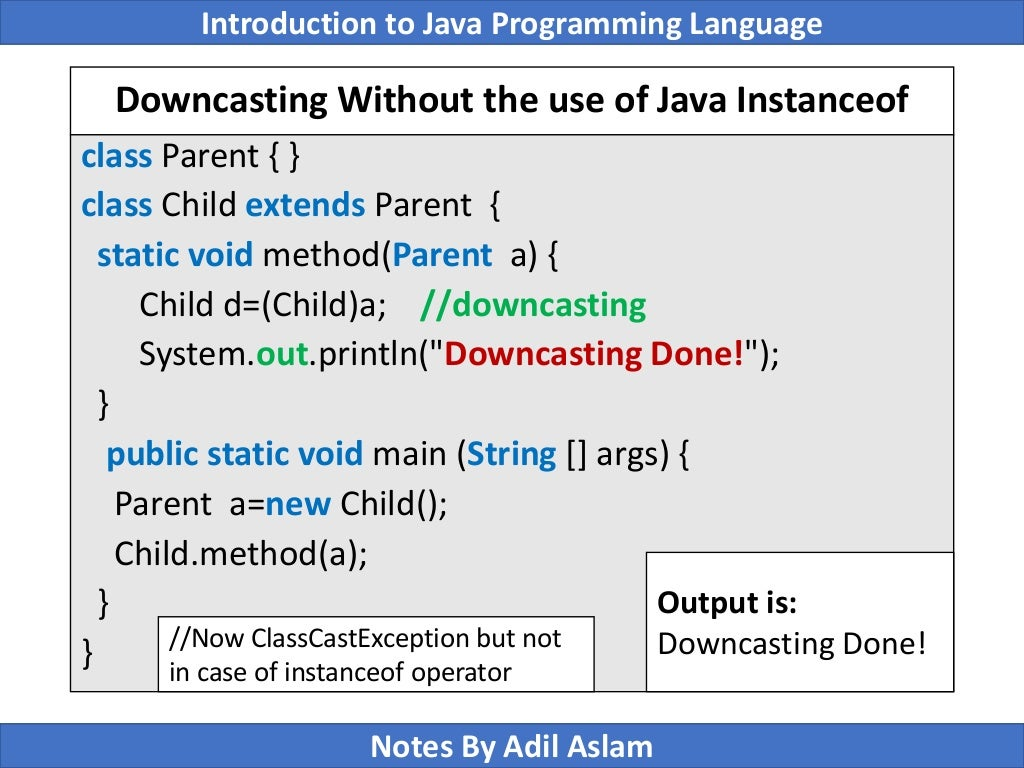 Introduction to Java Programming Language
Downcasting Without the use of Java Instanceof
class Parent { }
class Child extends Parent  {
static void method(Parent  a) {
Child d=(Child)a;    //downcasting
System.out.println("Downcasting Done!");
}
public static void main (String [] args) {
Parent  a=new Child();
Child.method(a);
}
}
//Now ClassCastException but not
in case of instanceof operator
Output is:
Downcasting Done!
Notes By Adil Aslam